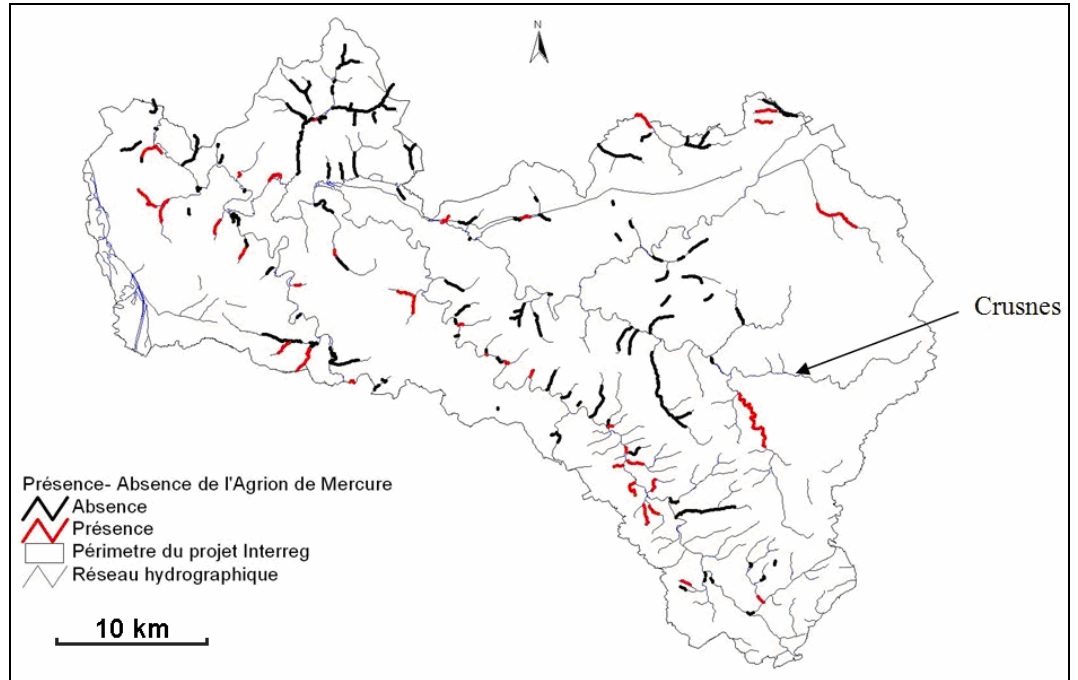 N
Crusnes
Présence- Absence de l'Agrion de Mercure
Absence
Présence
Périmetre du projet Interreg
Réseau hydrographique
10 km